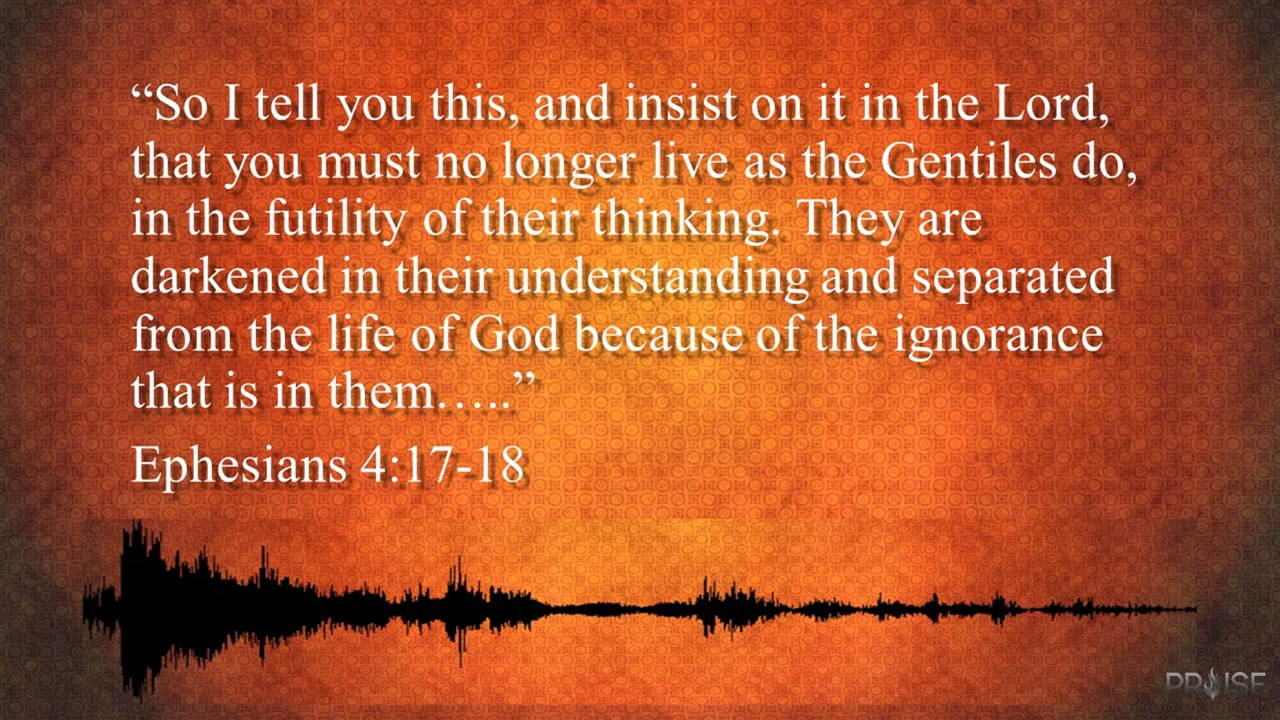 “So I tell you this, and insist on it in the Lord,
that you must no longer live as the Gentiles do,
in the futility of their thinking. They are
darkened in their understanding and separated
from the life of God because of the ignorance
that is in them…..”
Ephesians 4:17-18
PRAISE